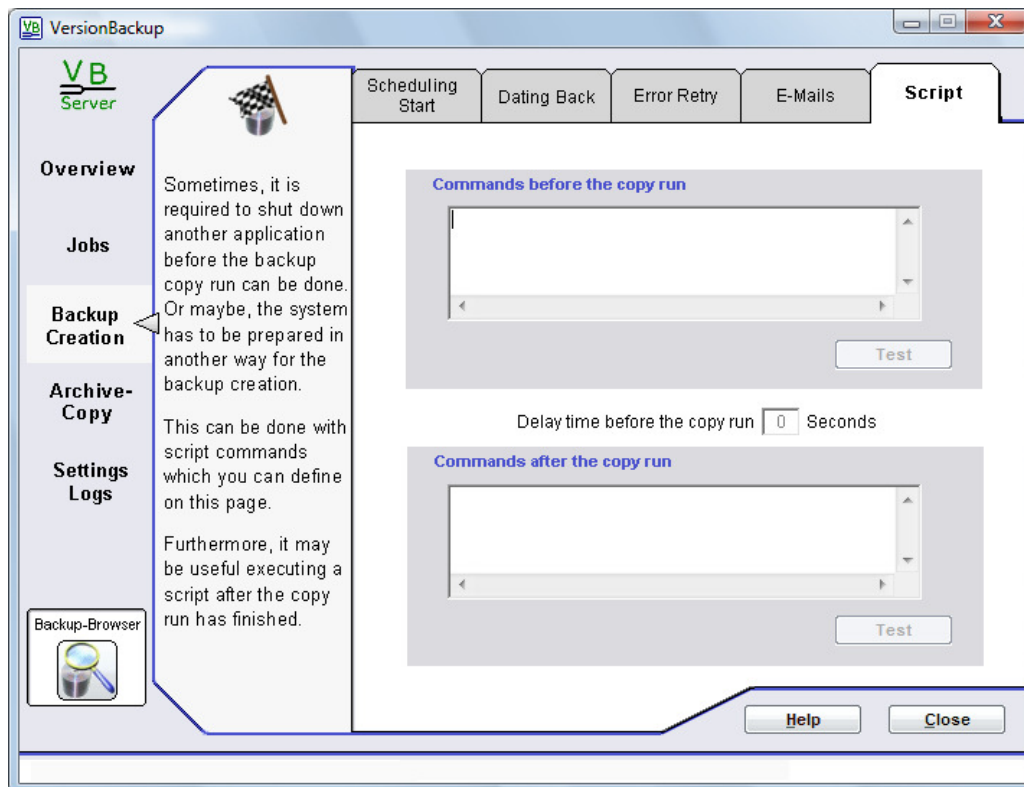 VB VersionBackup
VB
Server
Overview
Jobs
Backup
Creation
Archive-
Copy
Settings
Logs
Backup-Browser
Sometimes, it is
required to shut down
another application
before the backup
copy run can be done.
Or maybe, the system
has to be prepared in
another way for the
backup creation.
This can be done with
script commands
which you can define
on this page.
Furthermore, it may
be useful executing a
script after the copy
run has finished.
Scheduling
Start
Dating Back
Error Retry
E-Mails
Script
Commands before the copy run
Test
Delay time before the copy run 0 Seconds
Commands after the copy run
Test
Help
Close